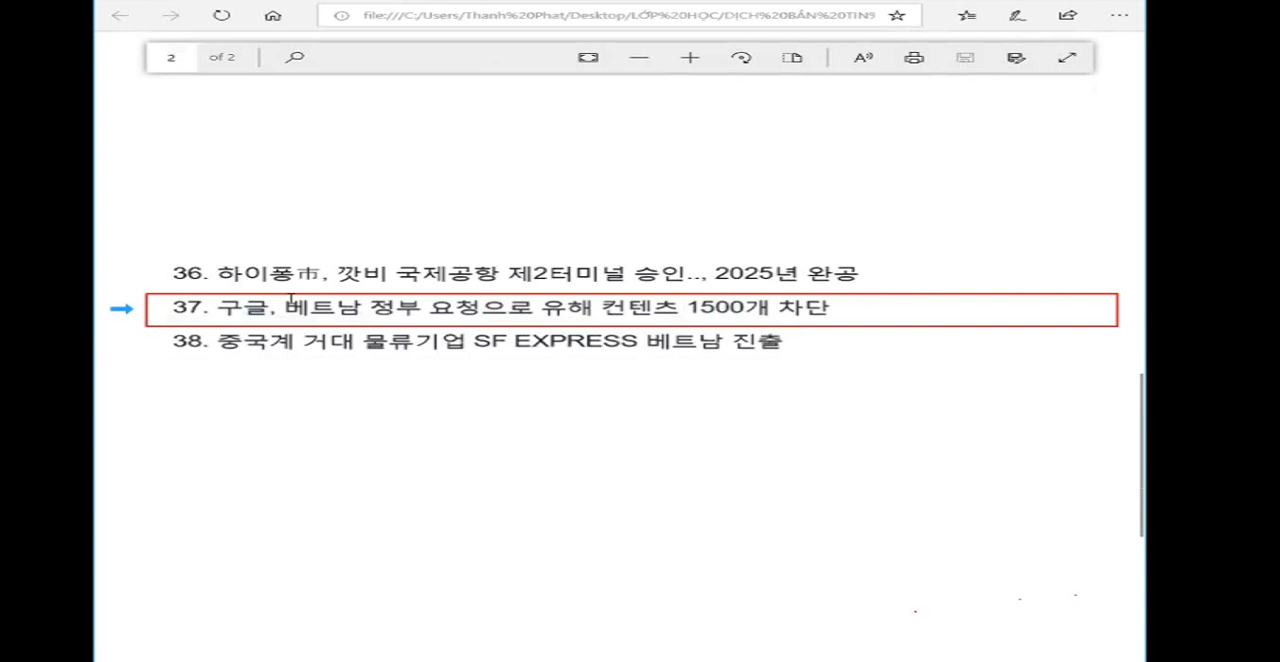 file:///C:/Users/Thanh%20Phat/Desktop/LỚP%20HỌC/DỊCH%20BẢN%20TIN%
2 of 2
36. 하이퐁市, 깟비 국제공항 제2터미널 승인.., 2025년 완공
37. 구글, 베트남 정부 요청으로 유해 컨텐츠 1500개 차단
38. 중국계 거대 물류기업 SF EXPRESS 베트남 진출